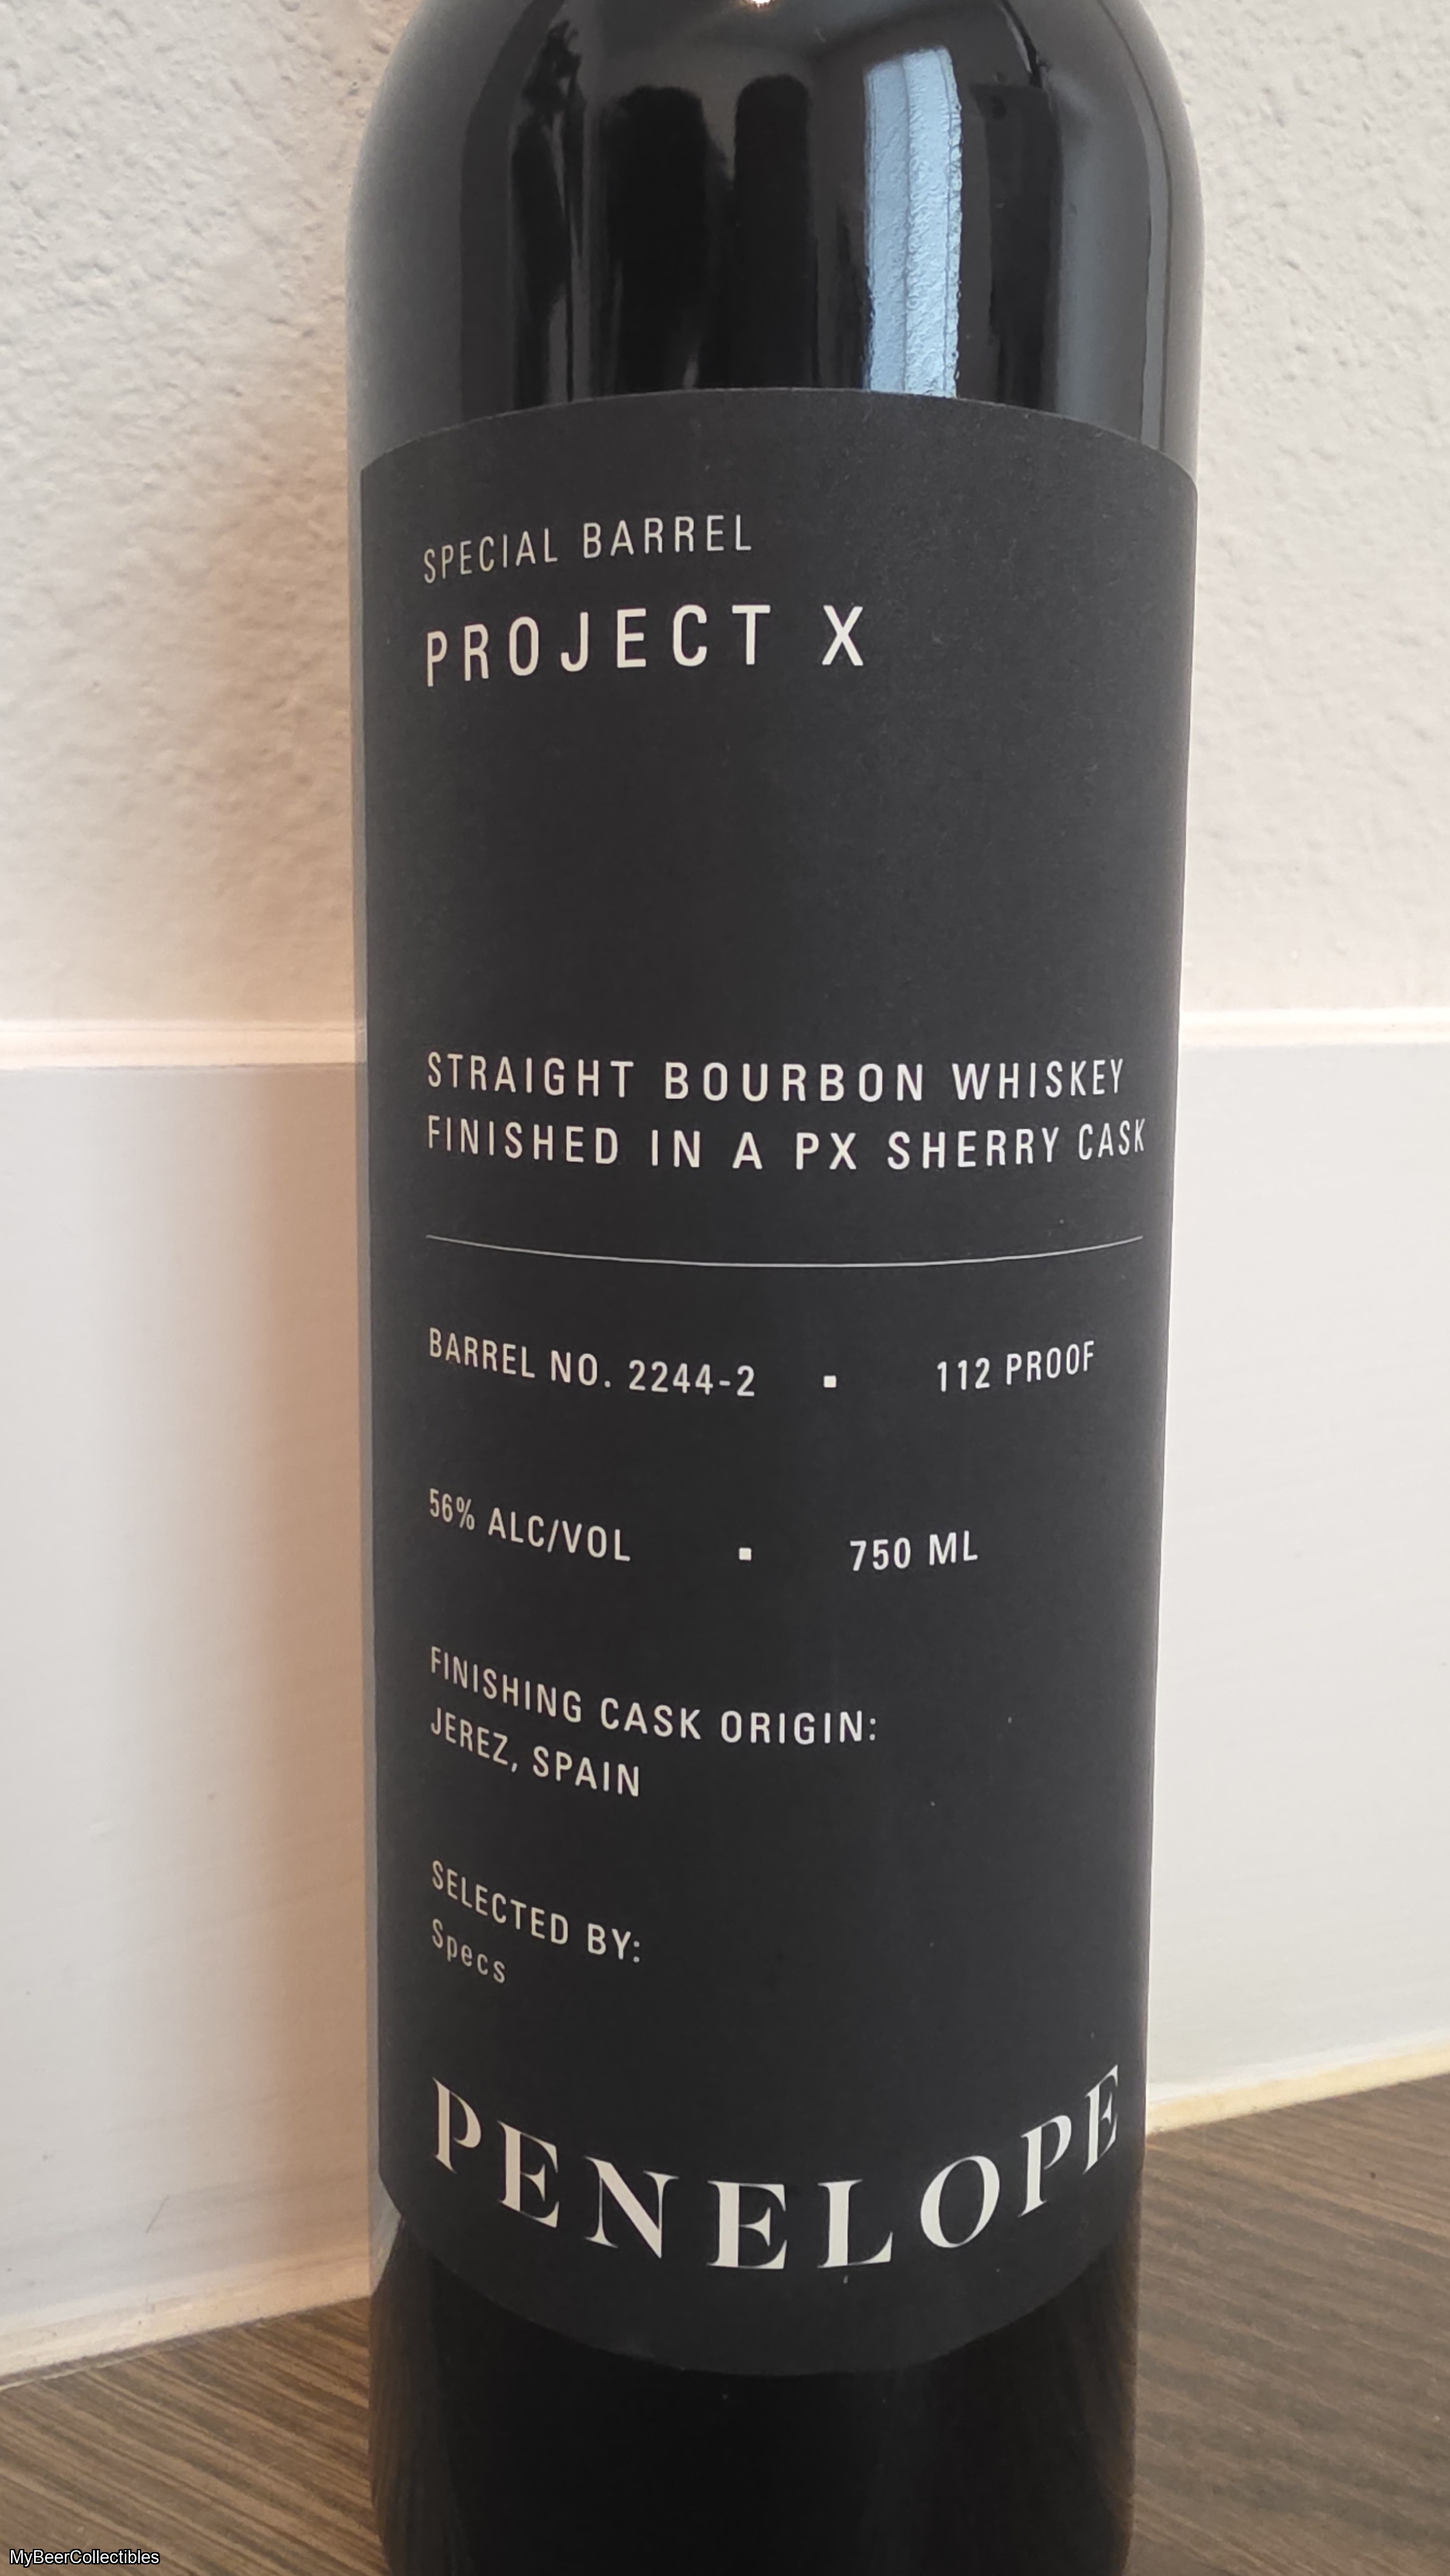 SPECIAL BARREL
PROJECT X
STRAIGHT BOURBON WHISKEY
FINISHED IN A PX SHERRY CASK
BARREL NO. 2244-2 ▪ 112 PROOF
56% ALC/VOL ▪ 750 ML
FINISHING CASK ORIGIN:
JEREZ, SPAIN
SELECTED BY:
Specs
PENELOPE
MyBeerCollectibles